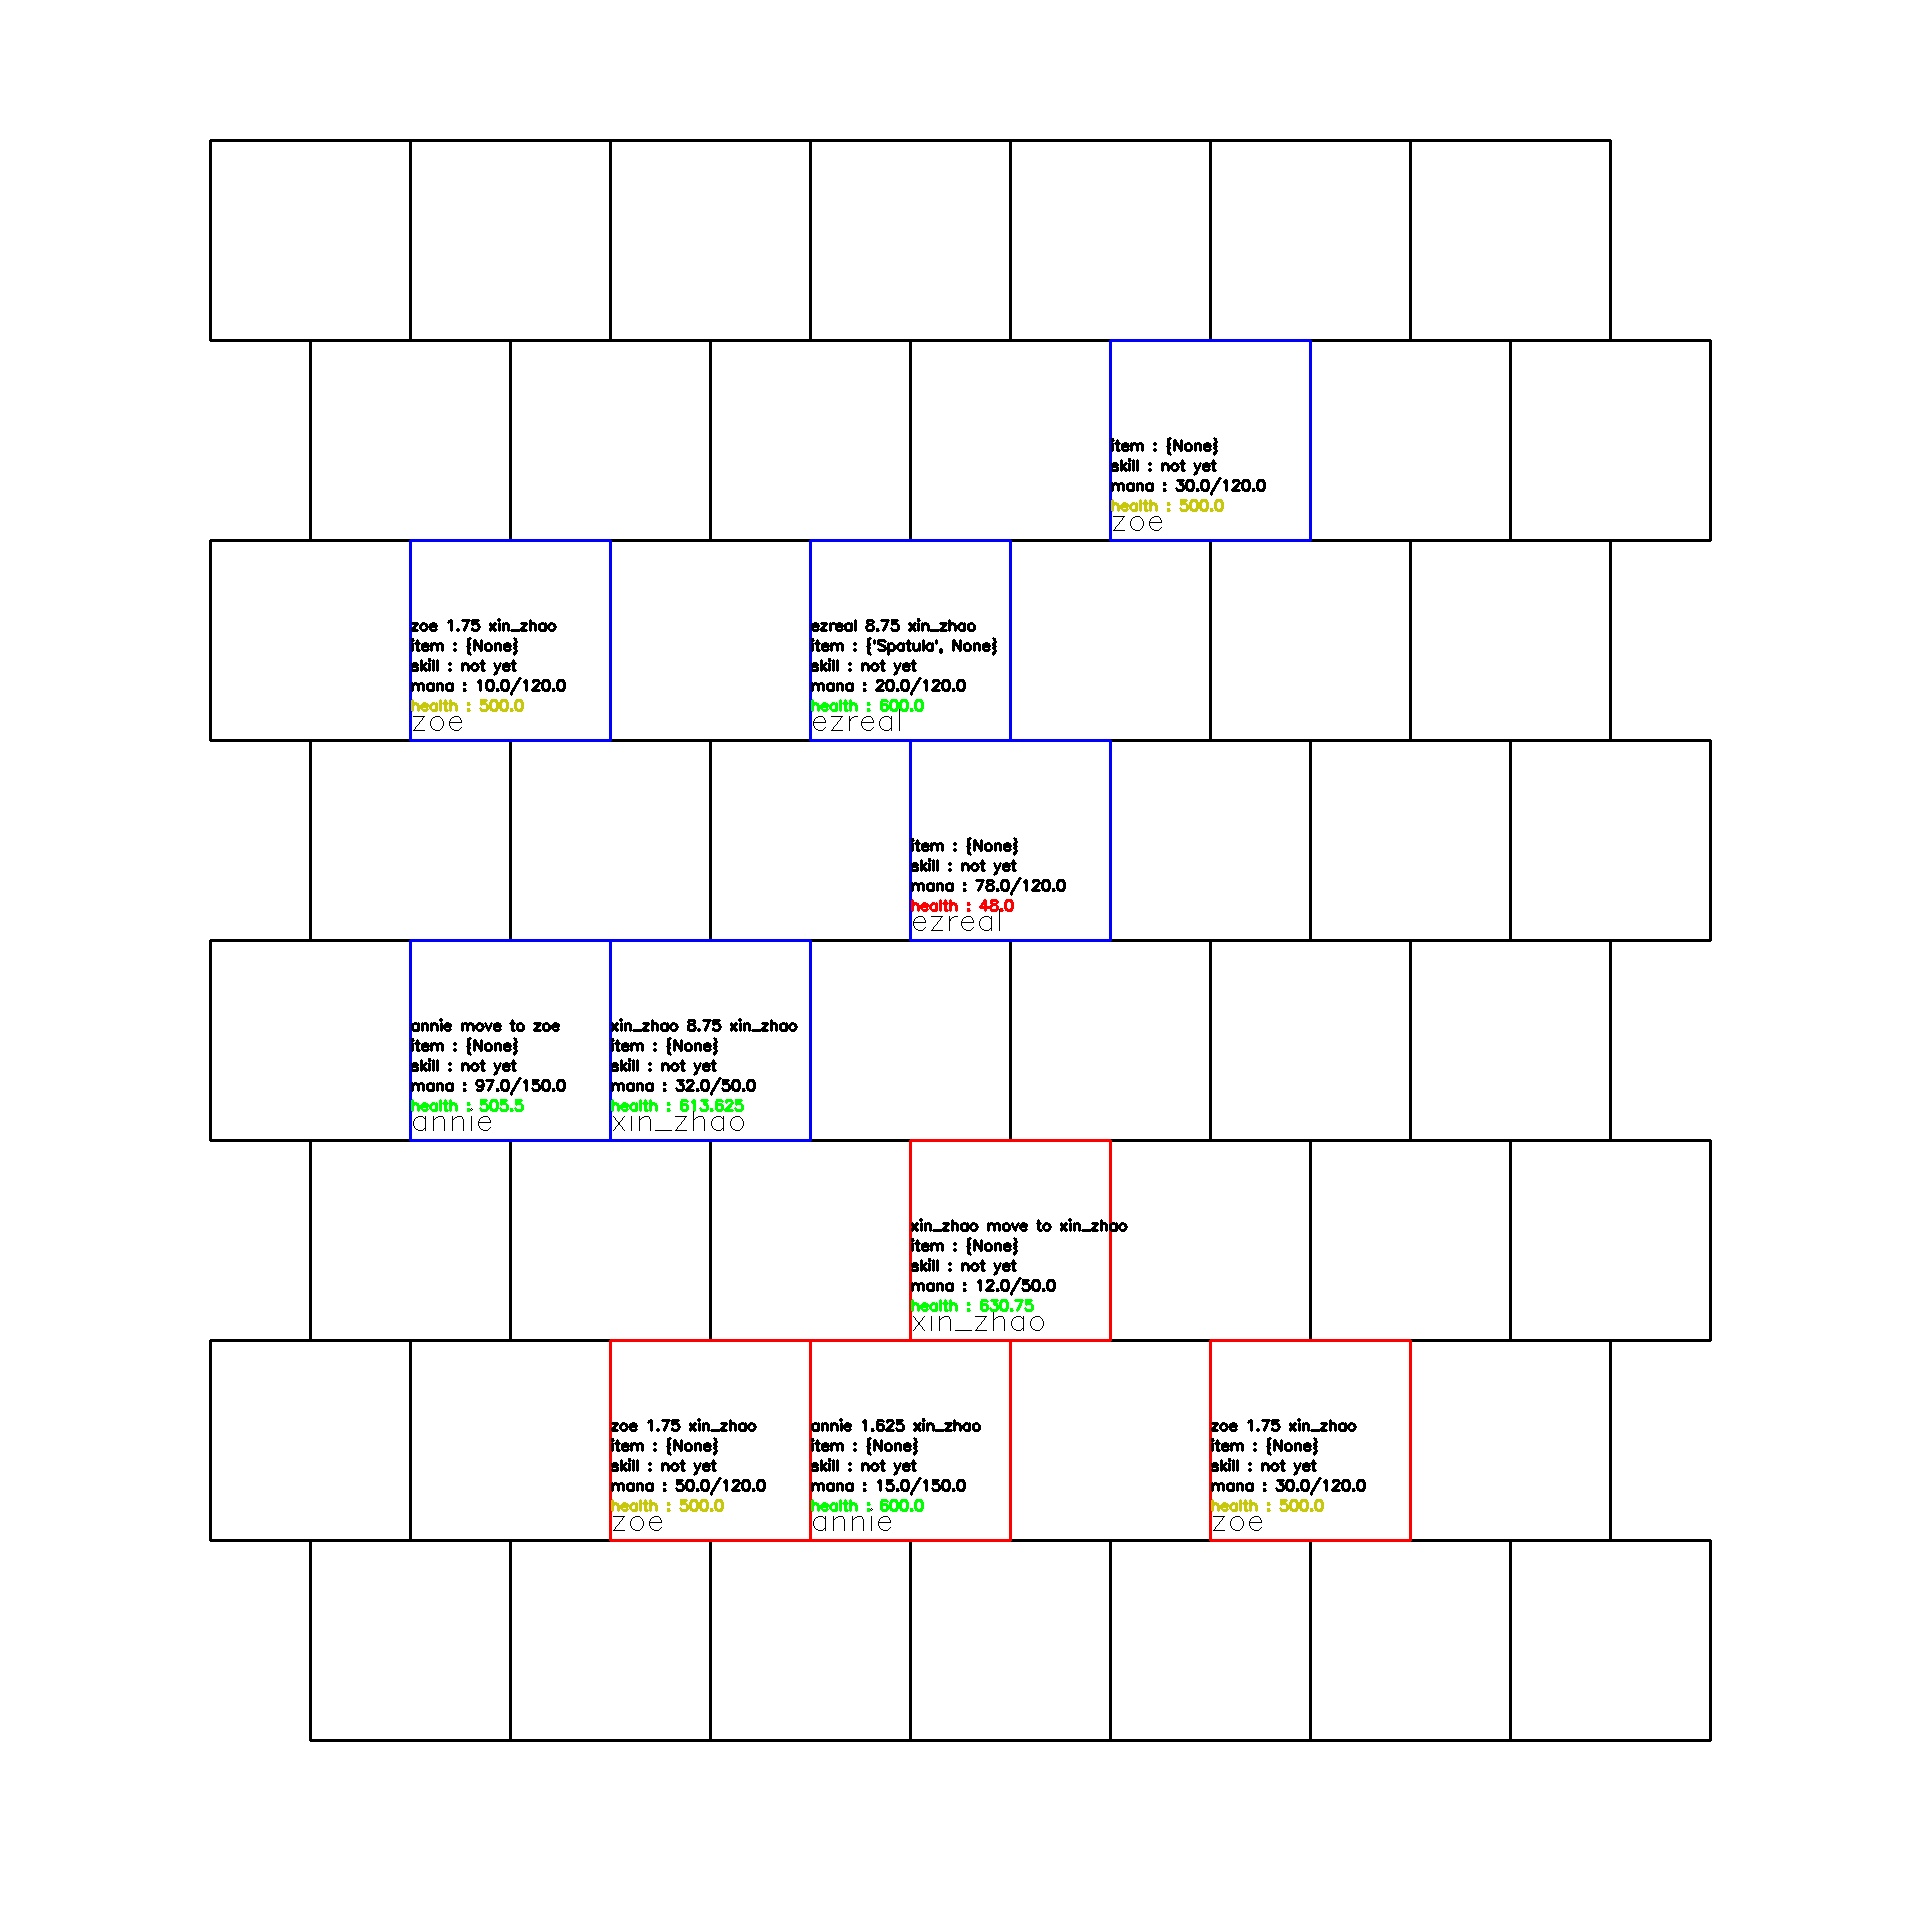 item : {None}
skill : not yet
mana : 30.0/120.0
health : 500.0
zoe
zoe 1.75 xin_zhao
item : {None}
skill : not yet
mana : 10.0/120.0
health : 500.0
zoe
ezreal 8.75 xin_zhao
item : {'Spatula', None}
skill : not yet
mana : 20.0/120.0
health : 600.0
ezreal
item : {None}
skill : not yet
mana : 78.0/120.0
health : 48.0
ezreal
annie move to zoe
item : {None}
skill : not yet
mana : 97.0/150.0
health : 505.5
annie
xin_zhao 8.75 xin_zhao
item : {None}
skill : not yet
mana : 32.0/50.0
health : 613.625
xin_zhao
xin_zhao move to xin_zhao
item : {None}
skill : not yet
mana : 12.0/50.0
health : 630.75
xin_zhao
zoe 1.75 xin_zhao
item : {None}
skill : not yet
mana : 50.0/120.0
health : 500.0
zoe
annie 1.625 xin_zhao
item : {None}
skill : not yet
mana : 15.0/150.0
health : 600.0
annie
zoe 1.75 xin_zhao
item : {None}
skill : not yet
mana : 30.0/120.0
health : 500.0
zoe